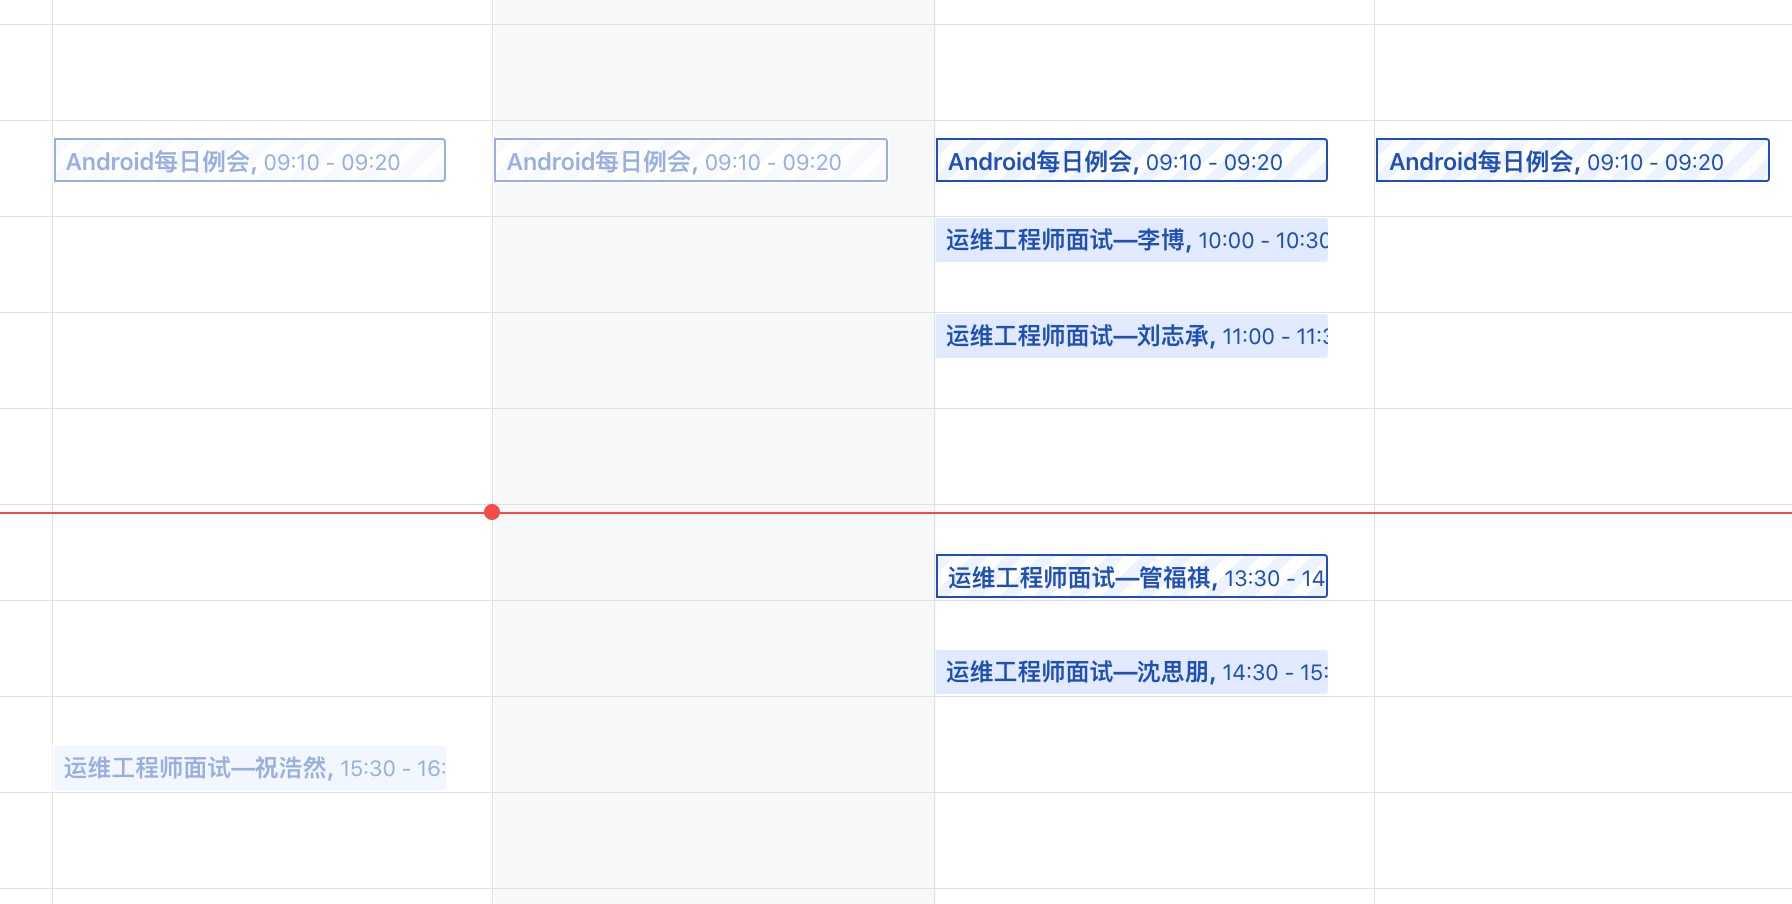 Android每日例会, 09:10 - 09:20
Android每日例会, 09:10 - 09:20
Android每日例会, 09:10 - 09:20
Android每日例会, 09:10 - 09:20
运维工程师面试—李博, 10:00 - 10:30
运维工程师面试—刘志承, 11:00 - 11:3
运维工程师面试—管福祺, 13:30 - 14
运维工程师面试—沈思朋, 14:30 - 15:
运维工程师面试—祝浩然, 15:30 - 16: